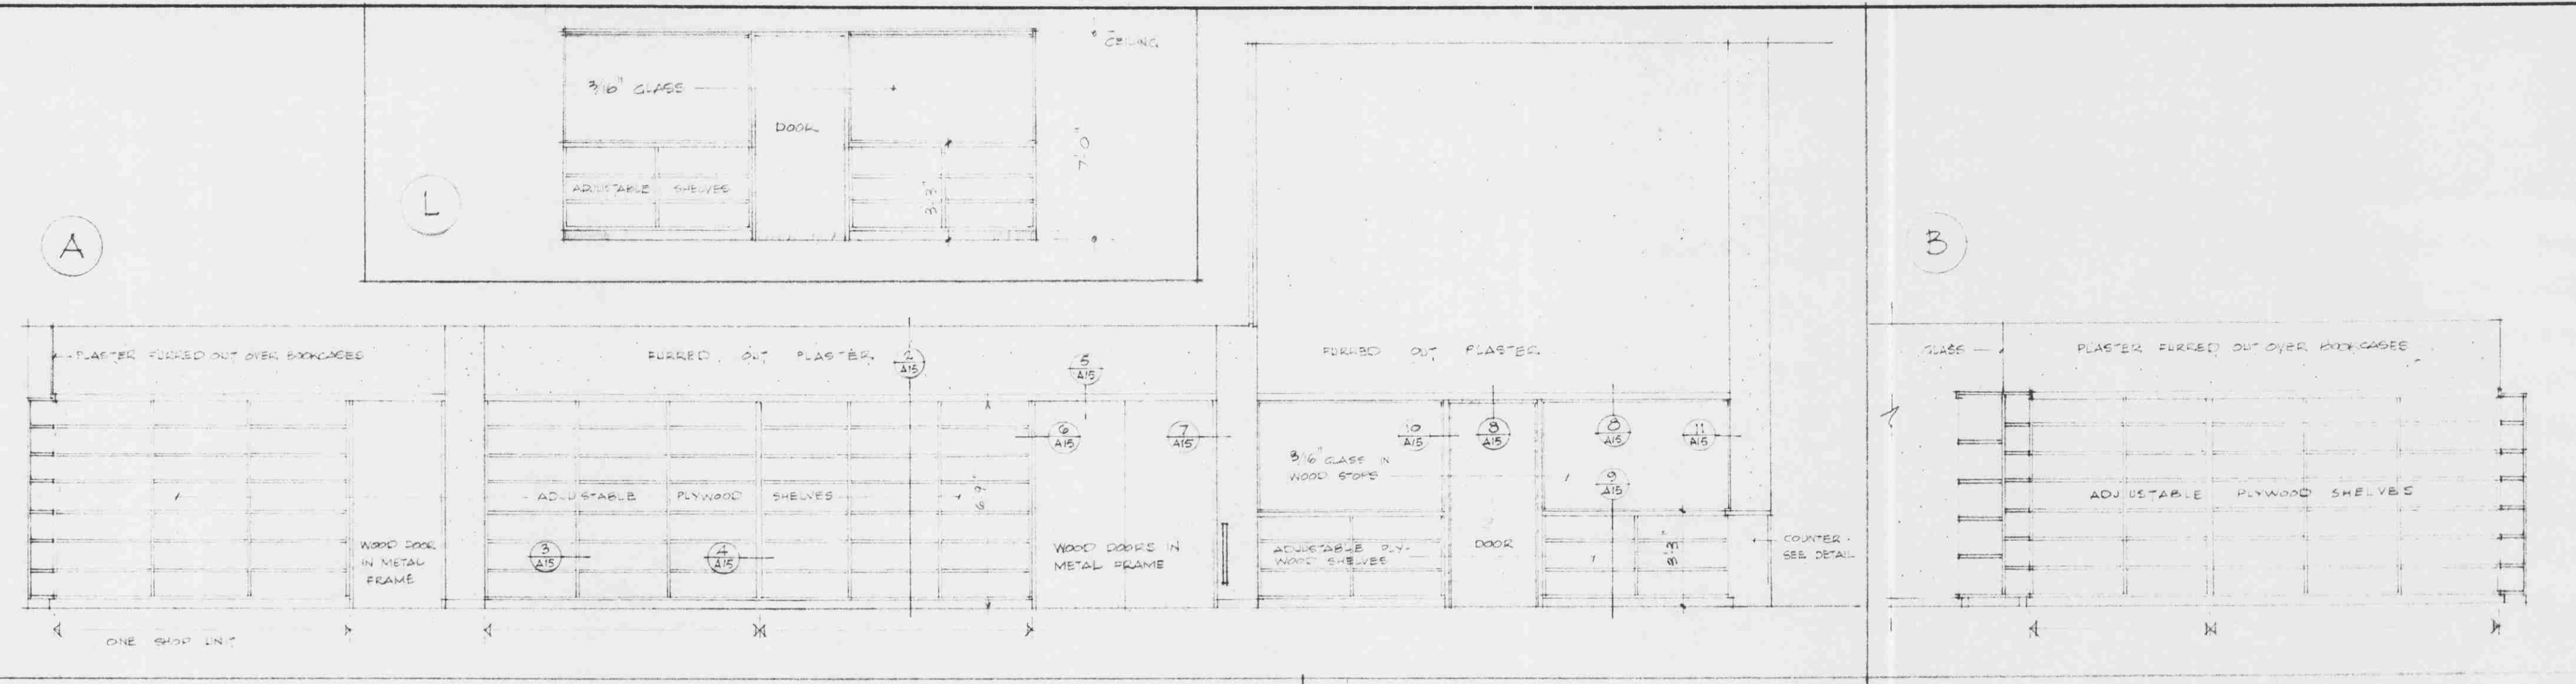 CEILING
3/16" GLASS
DOOR
7'0"
ADJUSTABLE SHELVES
3'-3"
L
A
B
PLASTER FURRED OUT OVER BOOKCASES
FURRED OUT PLASTER
2
A15
5
A15
FURRED OUT PLASTER
GLASS
PLASTER FURRED OUT OVER BOOKCASES
6
A15
7
A15
10
A15
8
A15
8
A15
11
A15
3/16" GLASS IN
WOOD STOPS
9
A15
ADJUSTABLE PLYWOOD SHELVES
ADJUSTABLE PLYWOOD SHELVES
WOOD DOOR
IN METAL
FRAME
3
A15
4
A15
WOOD DOORS IN
METAL FRAME
ADJUSTABLE PLY-
WOOD SHELVES
DOOR
3'-3"
COUNTER -
SEE DETAIL
ONE SHOP UNIT